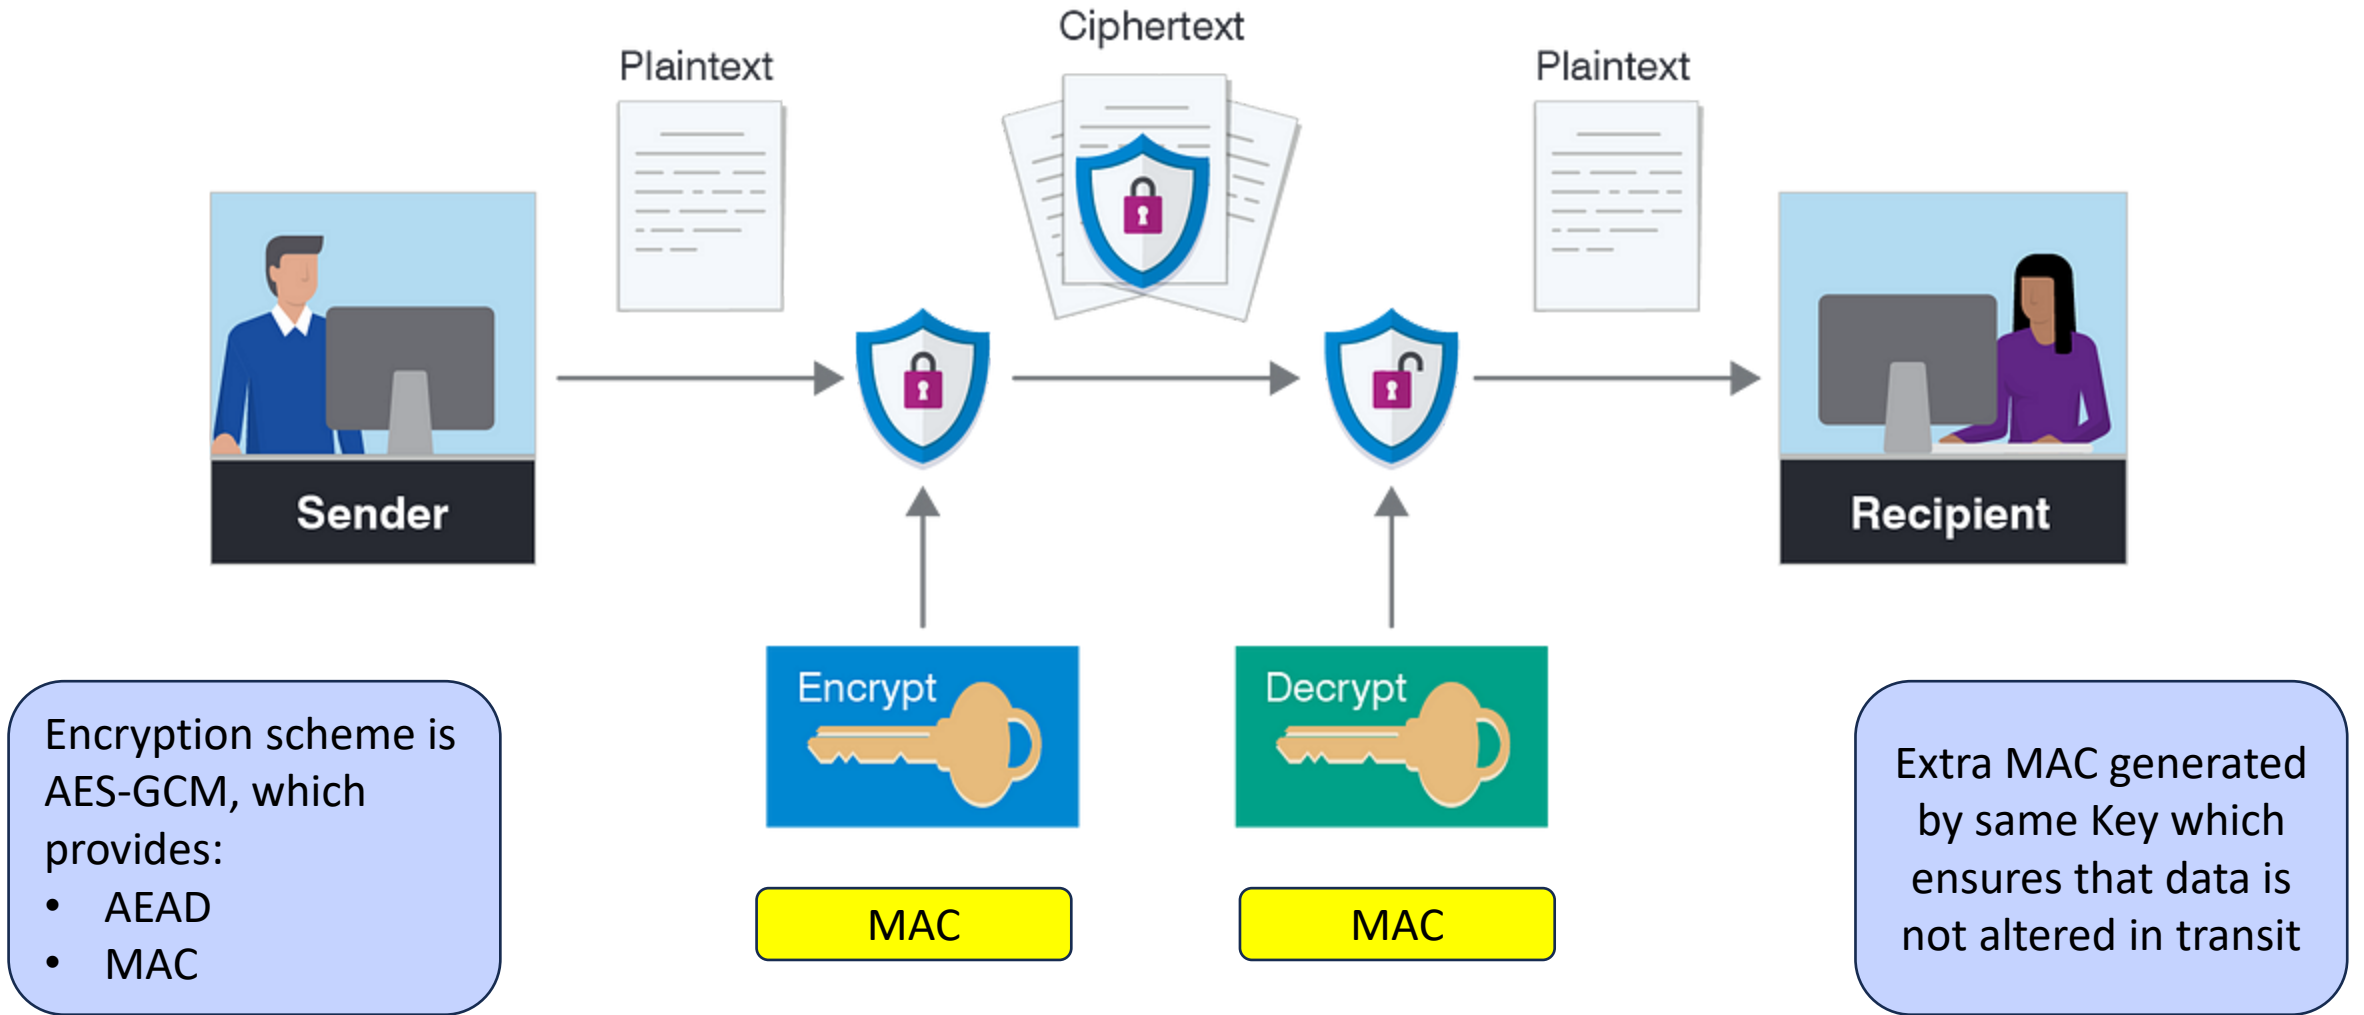 Ciphertext
Plaintext
Plaintext
Sender
Recipient
Encrypt
Decrypt
Encryption scheme is
AES-GCM, which
provides:
• AEAD
• MAC
MAC
MAC
Extra MAC generated
by same Key which
ensures that data is
not altered in transit